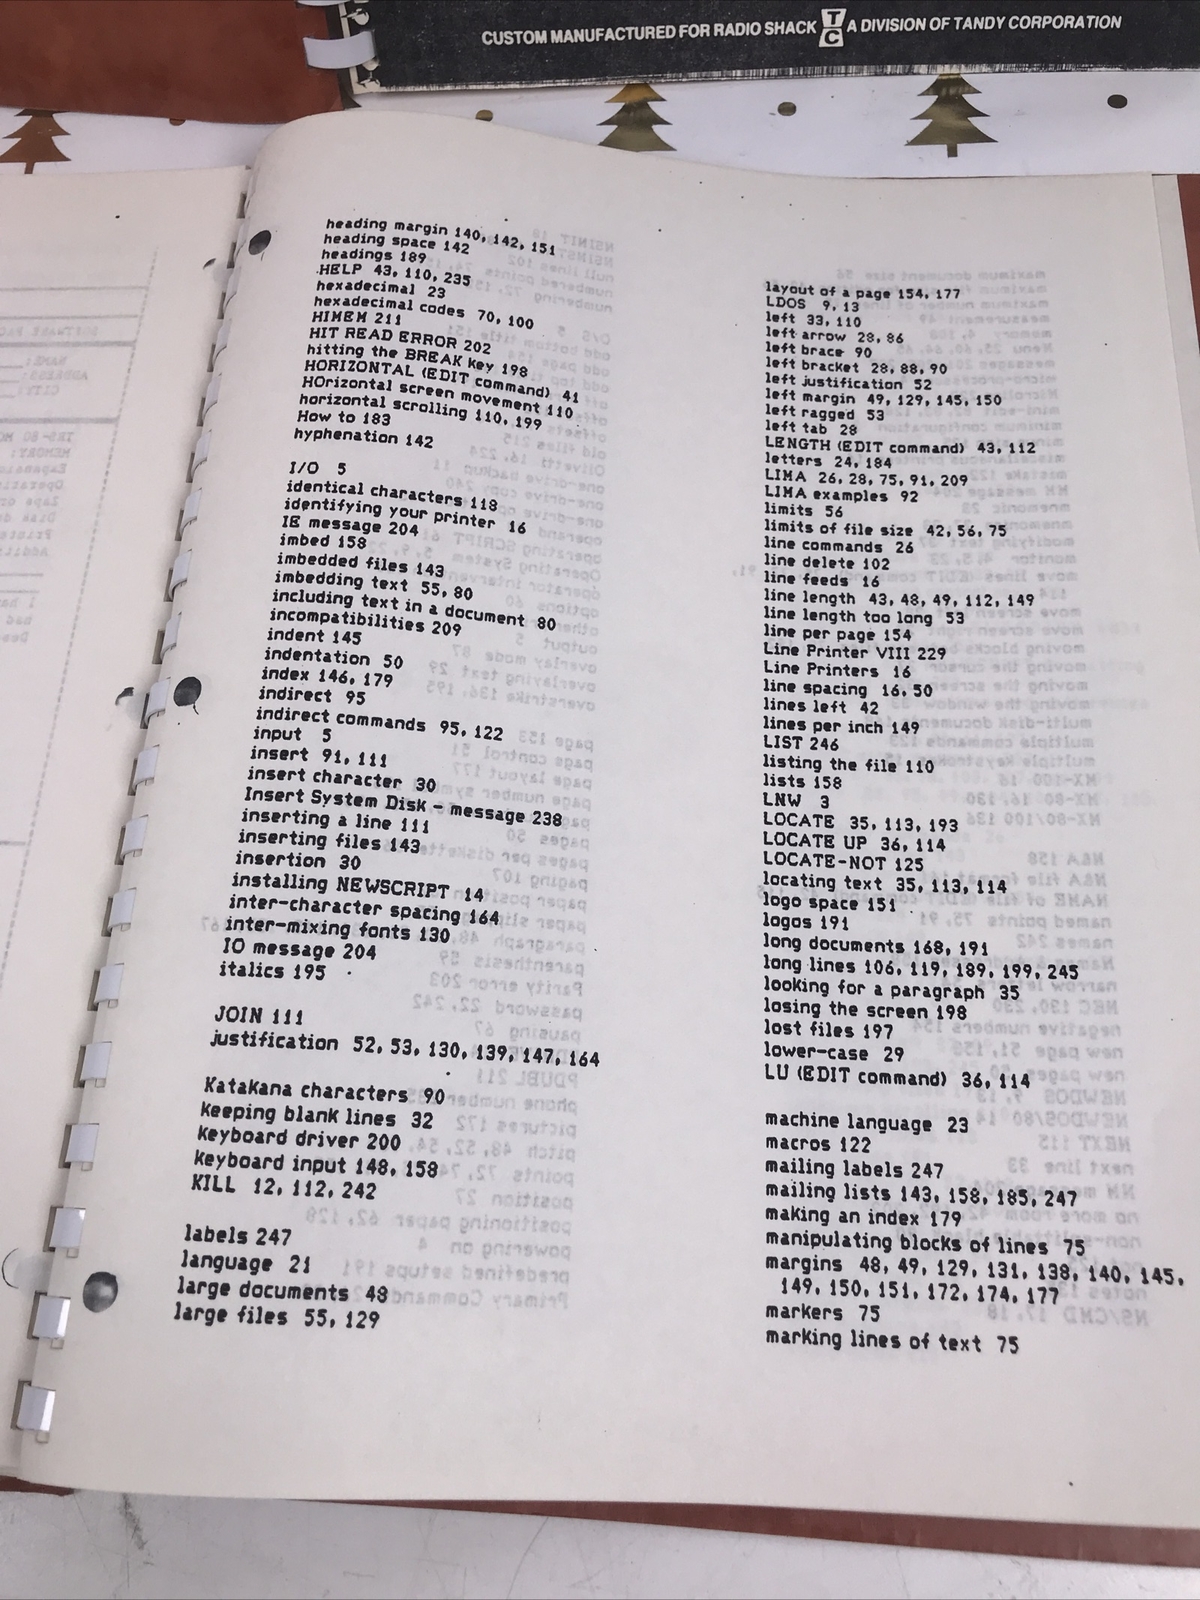 CUSTOM MANUFACTURED FOR RADIO SHACK TC A DIVISION OF TANDY CORPORATION
heading margin 140, 142, 151
heading space 142
headings 189
HELP 43, 110, 235
hexadecimal 23
hexadecimal codes 70, 100
HIMEM 211
HIT READ ERROR 202
hitting the BREAK key 198
HORIZONTAL (EDIT command) 41
HOrizontal screen movement 110
horizontal scrolling 110, 199
How to 183
hyphenation 142
I/O 5
identical characters 118
identifying your printer 16
IE message 204
imbed 158
imbedded files 143
imbedding text 55, 80
including text in a document 80
incompatibilities 209
indent 145
indentation 50
index 146, 179
indirect 95
indirect commands 95, 122
input 5
insert 91, 111
insert character 30
Insert System Disk - message 238
inserting a line 111
inserting files 143
insertion 30
installing NEWSCRIPT 14
inter-character spacing 164
inter-mixing fonts 130
IO message 204
italics 195
JOIN 111
justification 52, 53, 130, 139, 147, 164
Katakana characters 90
keeping blank lines 32
keyboard driver 200
keyboard input 148, 158
KILL 12, 112, 242
labels 247
language 21
large documents 48
large files 55, 129
layout of a page 154, 177
LDOS 9, 13
left 33, 110
left arrow 28, 86
left brace 90
left bracket 28, 88, 90
left justification 52
left margin 49, 129, 145, 150
left ragged 53
left tab 28
LENGTH (EDIT command) 43, 112
letters 24, 184
LIMA 26, 28, 75, 91, 209
LIMA examples 92
limits 56
limits of file size 42, 56, 75
line commands 26
line delete 102
line feeds 16
line length 43, 48, 49, 112, 149
line length too long 53
line per page 154
Line Printer VIII 229
Line Printers 16
line spacing 16, 50
lines left 42
lines per inch 149
LIST 246
listing the file 110
lists 158
LNW 3
LOCATE 35, 113, 193
LOCATE UP 36, 114
LOCATE-NOT 125
locating text 35, 113, 114
logo space 151
logos 191
long documents 168, 191
long lines 106, 119, 189, 199, 245
looking for a paragraph 35
losing the screen 198
lost files 197
lower-case 29
LU (EDIT command) 36, 114
machine language 23
macros 122
mailing labels 247
mailing lists 143, 158, 185, 247
making an index 179
manipulating blocks of lines 75
margins 48, 49, 129, 131, 138, 140, 145,
149, 150, 151, 172, 174, 177
markers 75
marking lines of text 75